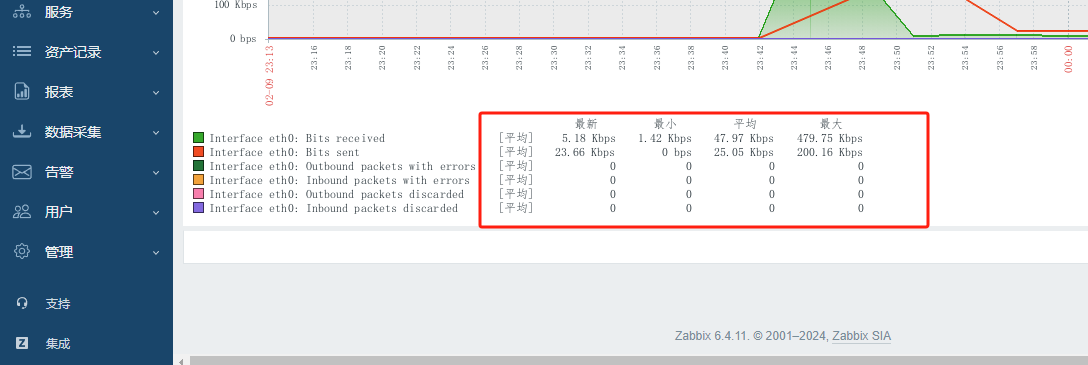 服务
资产记录
报表
数据采集
告警
用户
管理
支持
集成
100 Kbps
0 bps
02-09 23:13
23:16
23:18
23:20
23:22
23:24
23:26
23:28
23:30
23:32
23:34
23:36
23:38
23:40
23:42
23:44
23:46
23:48
23:50
23:52
23:54
23:56
23:58
00:00
最新 最小 平均 最大
Interface eth0: Bits received [平均] 5.18 Kbps 1.42 Kbps 47.97 Kbps 479.75 Kbps
Interface eth0: Bits sent [平均] 23.66 Kbps 0 bps 25.05 Kbps 200.16 Kbps
Interface eth0: Outbound packets with errors [平均] 0 0 0 0
Interface eth0: Inbound packets with errors [平均] 0 0 0 0
Interface eth0: Outbound packets discarded [平均] 0 0 0 0
Interface eth0: Inbound packets discarded [平均] 0 0 0 0
Zabbix 6.4.11. © 2001–2024, Zabbix SIA